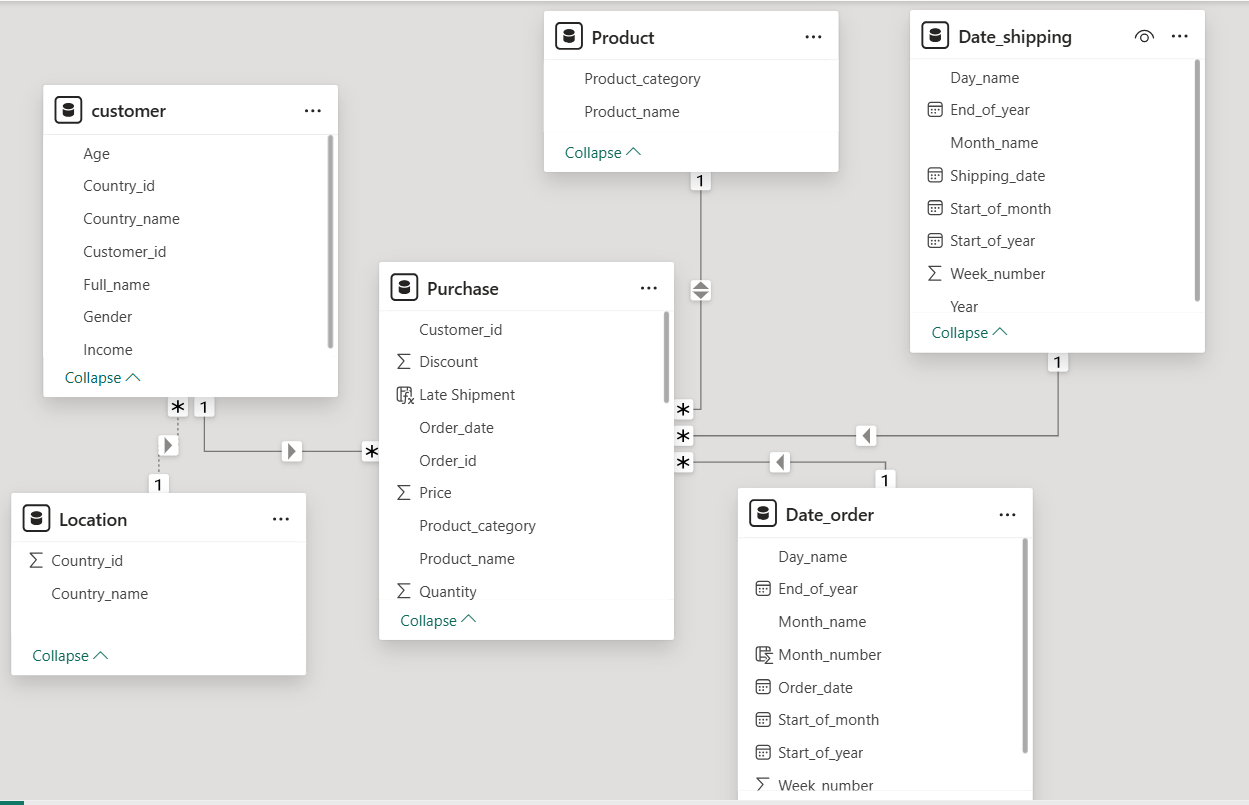 customer
Age
Country_id
Country_name
Customer_id
Full_name
Gender
Income
Collapse
* 1
1
Location
Country_id
Country_name
Collapse
Product
Product_category
Product_name
Collapse
1
Purchase
Customer_id
Discount
Late Shipment
Order_date
Order_id
Price
Product_category
Product_name
Quantity
Collapse
*
*
*
*
Date_shipping
Day_name
End_of_year
Month_name
Shipping_date
Start_of_month
Start_of_year
Week_number
Year
Collapse
1
1
Date_order
Day_name
End_of_year
Month_name
Month_number
Order_date
Start_of_month
Start_of_year
Week_number